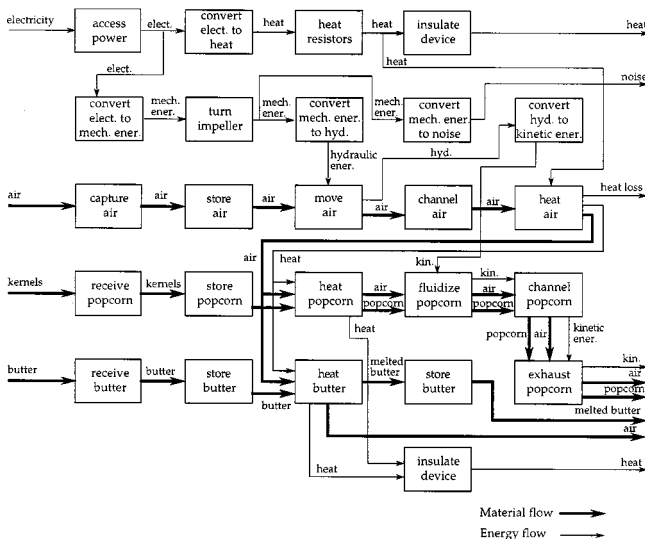 electricity
access
power
elect.
convert
elect. to
heat
heat
heat
resistors
heat
insulate
device
heat
elect.
heat
noise
convert
elect. to
mech. ener.
mech.
ener.
turn
impeller
mech.
ener.
convert
mech. ener.
to hyd.
mech.
ener.
convert
mech. ener.
to noise
convert
hyd. to
kinetic ener.
hydraulic
ener.
hyd.
air
capture
air
air
store
air
air
move
air
air
channel
air
air
heat
air
heat loss
air
heat
kin.
kernels
receive
popcorn
kernels
store
popcorn
heat
popcorn
air
popcorn
fluidize
popcorn
kin.
air
popcorn
channel
popcorn
heat
popcorn
air
kinetic
ener.
butter
receive
butter
butter
store
butter
butter
heat
butter
melted
butter
store
butter
exhaust
popcorn
kin.
air
popcorn
melted butter
air
heat
insulate
device
heat
Material flow
Energy flow